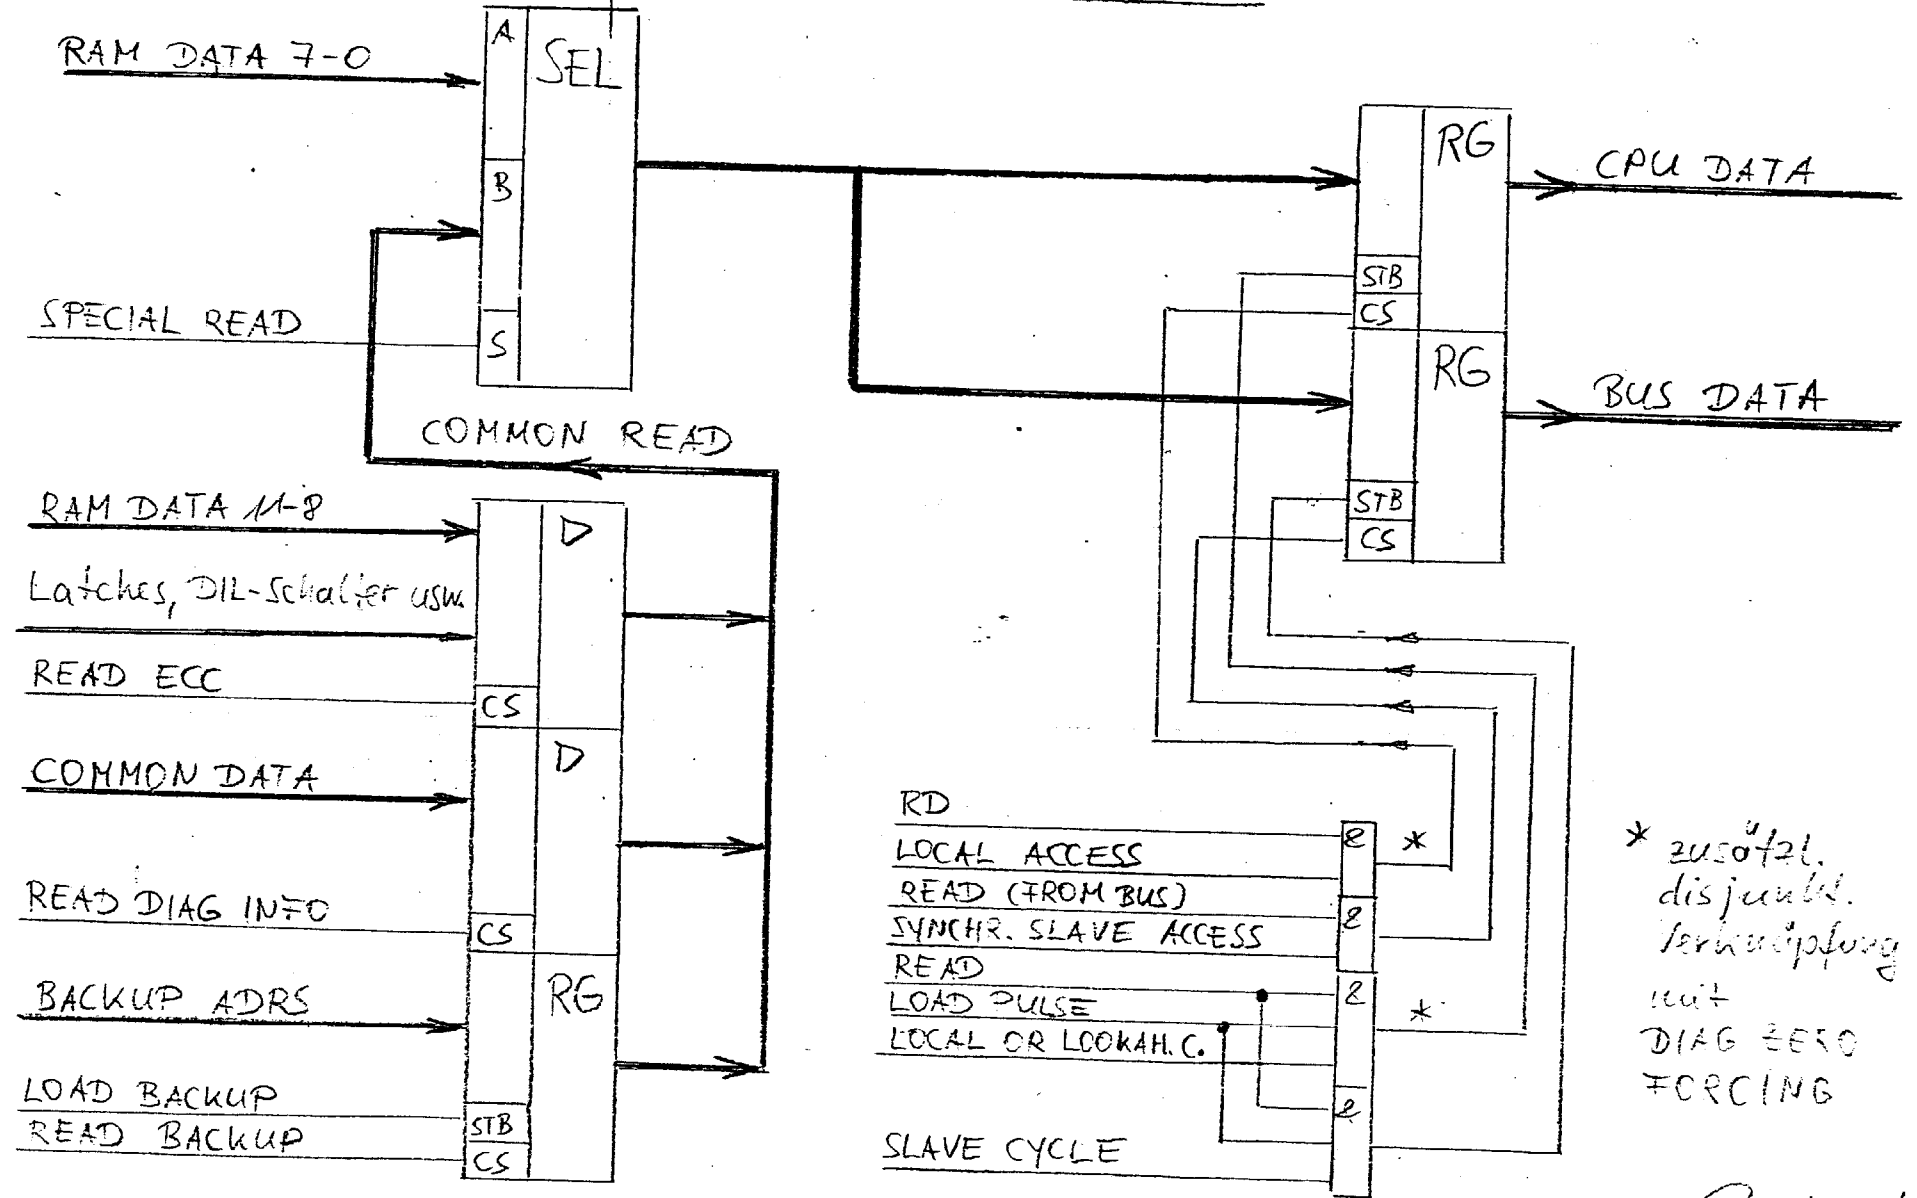 RAM DATA 7-0
A
SEL
B
SPECIAL READ
S
COMMON READ
RG
CPU DATA
STB
CS
RG
BUS DATA
STB
CS
RAM DATA 11-8
D
Latches, DIL-Schalter usw.
READ ECC
CS
COMMON DATA
D
READ DIAG INFO
CS
BACKUP ADRS
RG
LOAD BACKUP
STB
READ BACKUP
CS
RD
&
*
LOCAL ACCESS
READ (FROM BUS)
&
SYNCHR. SLAVE ACCESS
READ
&
*
LOAD PULSE
LOCAL OR LOOKAH. C.
&
SLAVE CYCLE
* zusätzl.
disjunkt.
Verknüpfung
mit
DIAG ZERO
FORCING